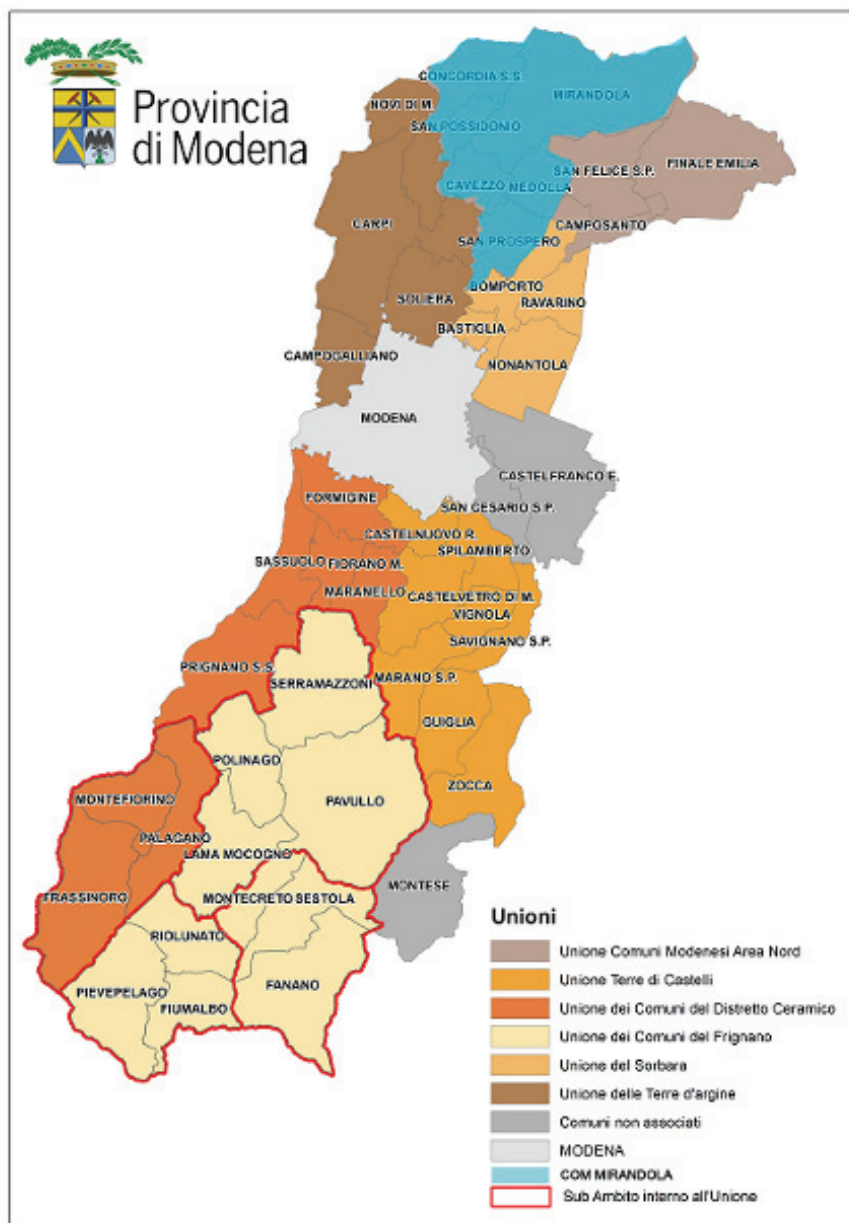 Provincia
di Modena
CONCORDIA S.S.
MIRANDOLA
NOVI DI M.
SAN POSSIDONIO
SAN FELICE S.P.
FINALE EMILIA
CAVEZZO
MEDOLLA
CARPI
CAMPOSANTO
SAN PROSPERO
SOLIERA
BOMPORTO
RAVARINO
BASTIGLIA
CAMPOGALLIANO
NONANTOLA
MODENA
CASTELFRANCO E.
FORMIGINE
SAN CESARIO S.P.
CASTELNUOVO R.
SPILAMBERTO
SASSUOLO
FIORANO M.
MARANELLO
CASTELVETRO DI M.
VIGNOLA
SAVIGNANO S.P.
PRIGNANO S.S.
SERRAMAZZONI
MARANO S.P.
GUIGLIA
POLINAGO
ZOCCA
MONTEFIORINO
PAVULLO
PALAGANO
LAMA MOCOGNO
MONTESE
FRASSINORO
MONTECRETO
SESTOLA
RIOLUNATO
FANANO
PIEVEPELAGO
FIUMALBO
Unioni
Unione Comuni Modenesi Area Nord
Unione Terre di Castelli
Unione dei Comuni del Distretto Ceramico
Unione dei Comuni del Frignano
Unione del Sorbara
Unione delle Terre d'argine
Comuni non associati
MODENA
COM MIRANDOLA
Sub Ambito interno all'Unione